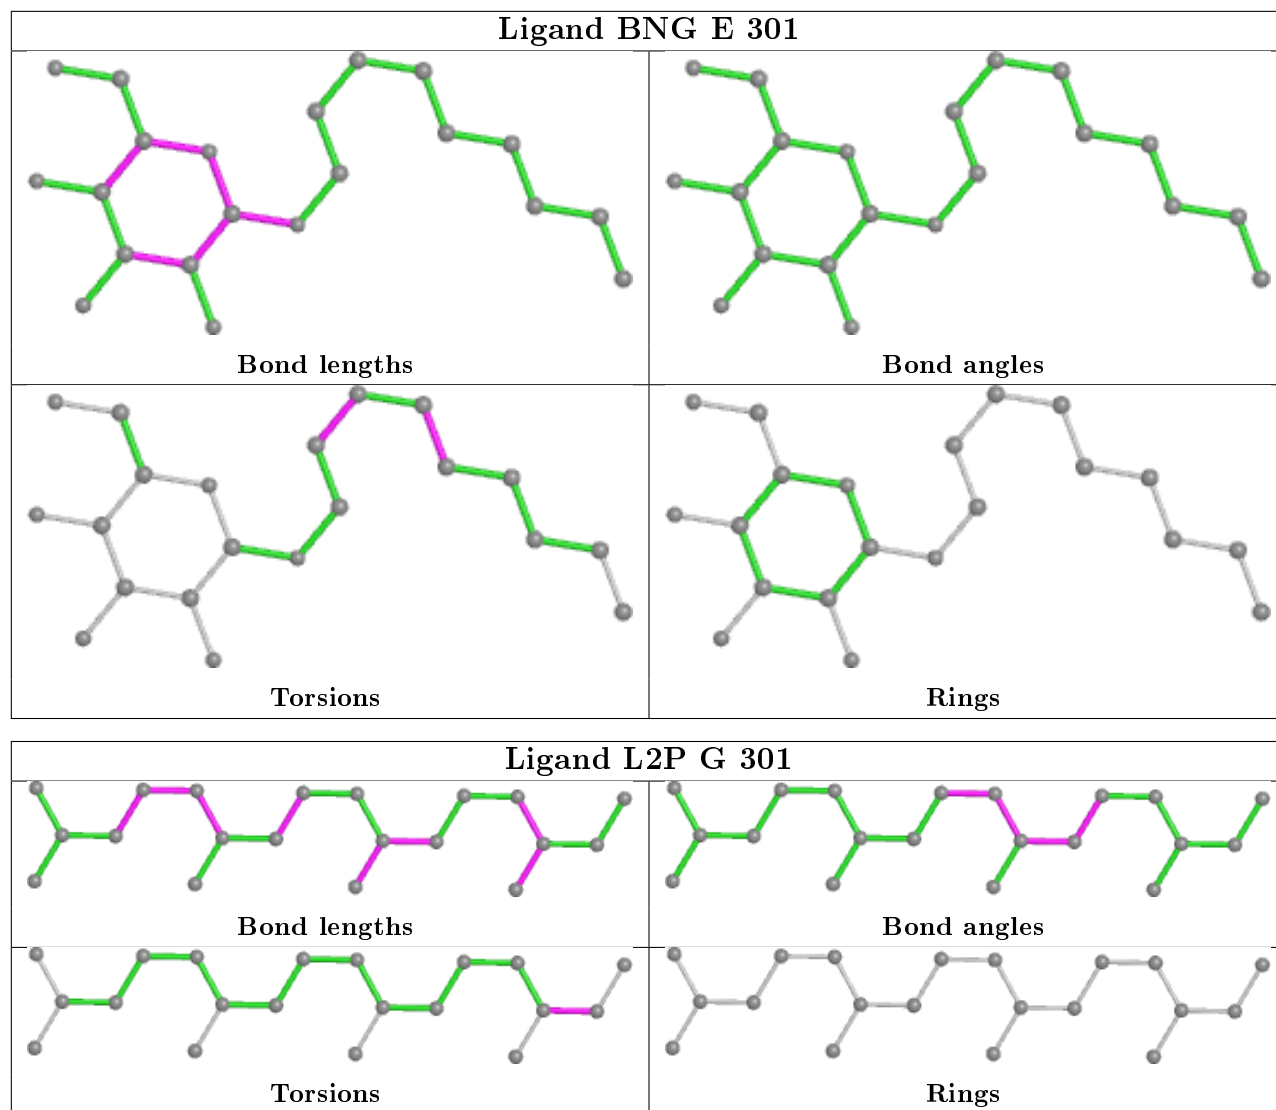 Ligand BNG E 301
Bond lengths
Bond angles
Torsions
Rings
Ligand L2P G 301
Bond lengths
Bond angles
Torsions
Rings